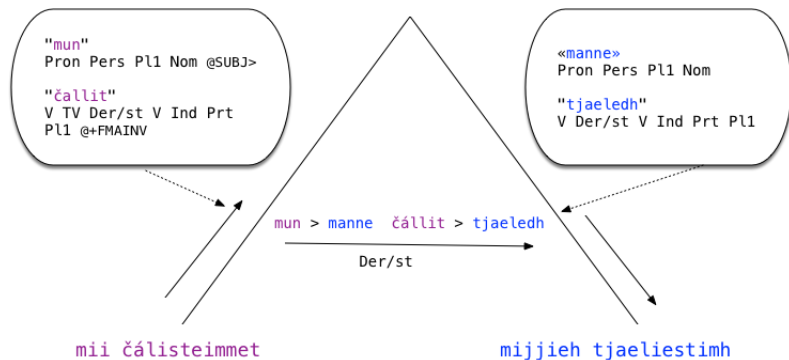 "mun"
Pron Pers Pl1 Nom @SUBJ>
"čallit"
V TV Der/st V Ind Prt
Pl1 @+FMAINV
«manne»
Pron Pers Pl1 Nom
"tjaeledh"
V Der/st V Ind Prt Pl1
mun > manne čállit > tjaeledh
Der/st
mii čálisteimmet
mijjieh tjaeliestimh